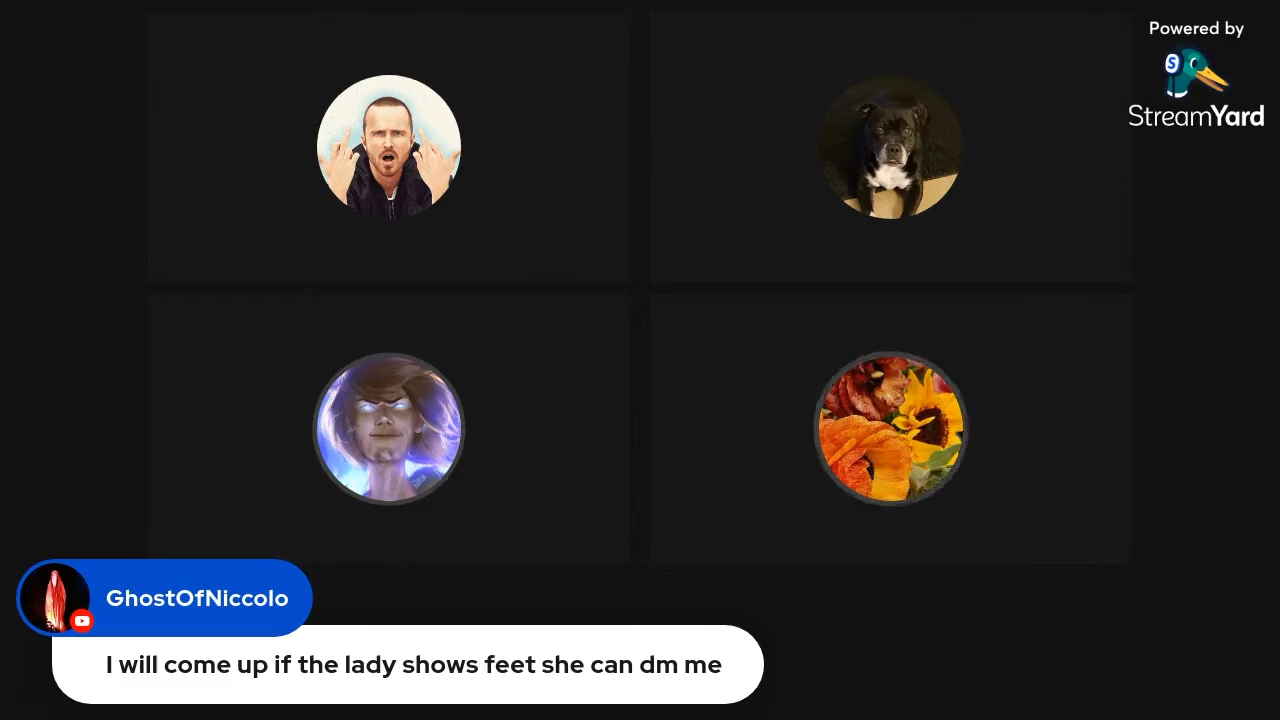 Powered by
StreamYard
GhostOfNiccolo
I will come up if the lady shows feet she can dm me